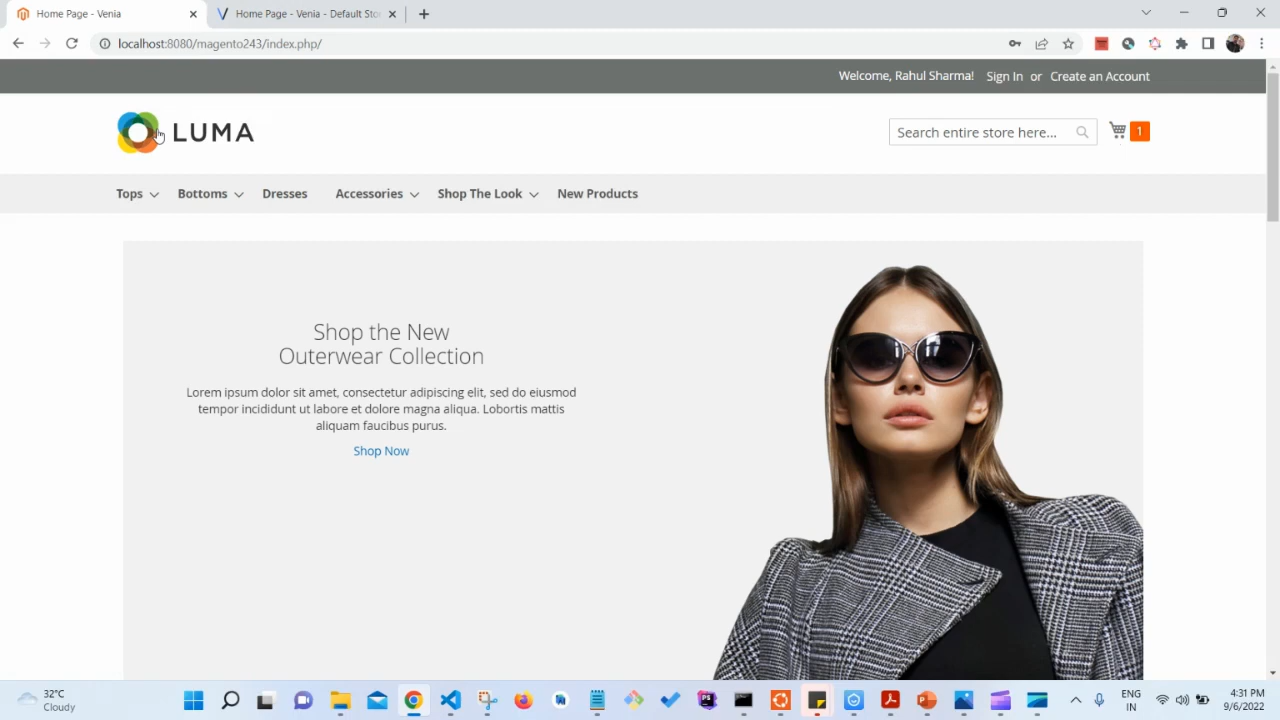 Home Page - Venia
Home Page - Venia - Default Sto
localhost:8080/magento243/index.php/
Welcome, Rahul Sharma! Sign In or Create an Account
LUMA
Search entire store here...
1
Tops Bottoms Dresses Accessories Shop The Look New Products
Shop the New
Outerwear Collection
Lorem ipsum dolor sit amet, consectetur adipiscing elit, sed do eiusmod
tempor incididunt ut labore et dolore magna aliqua. Lobortis mattis
aliquam faucibus purus.
Shop Now
32°C
Cloudy
PS
ENG
IN
4:31 PM
9/6/2022